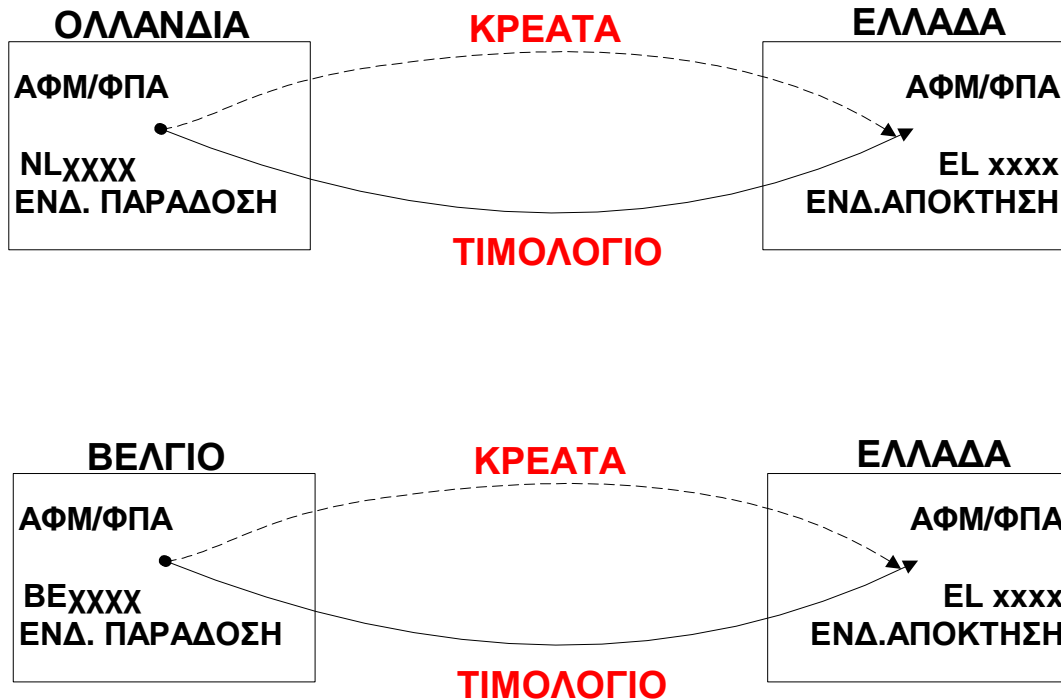 ΟΛΛΑΝΔΙΑ
ΚΡΕΑΤΑ
ΕΛΛΑΔΑ
ΑΦΜ/ΦΠΑ
ΑΦΜ/ΦΠΑ
NLχχχχ
EL xxxx
ΕΝΔ. ΠΑΡΑΔΟΣΗ
ΕΝΔ.ΑΠΟΚΤΗΣΗ
ΤΙΜΟΛΟΓΙΟ
ΒΕΛΓΙΟ
ΚΡΕΑΤΑ
ΕΛΛΑΔΑ
ΑΦΜ/ΦΠΑ
ΑΦΜ/ΦΠΑ
BEχχχχ
EL xxxx
ΕΝΔ. ΠΑΡΑΔΟΣΗ
ΕΝΔ.ΑΠΟΚΤΗΣΗ
ΤΙΜΟΛΟΓΙΟ